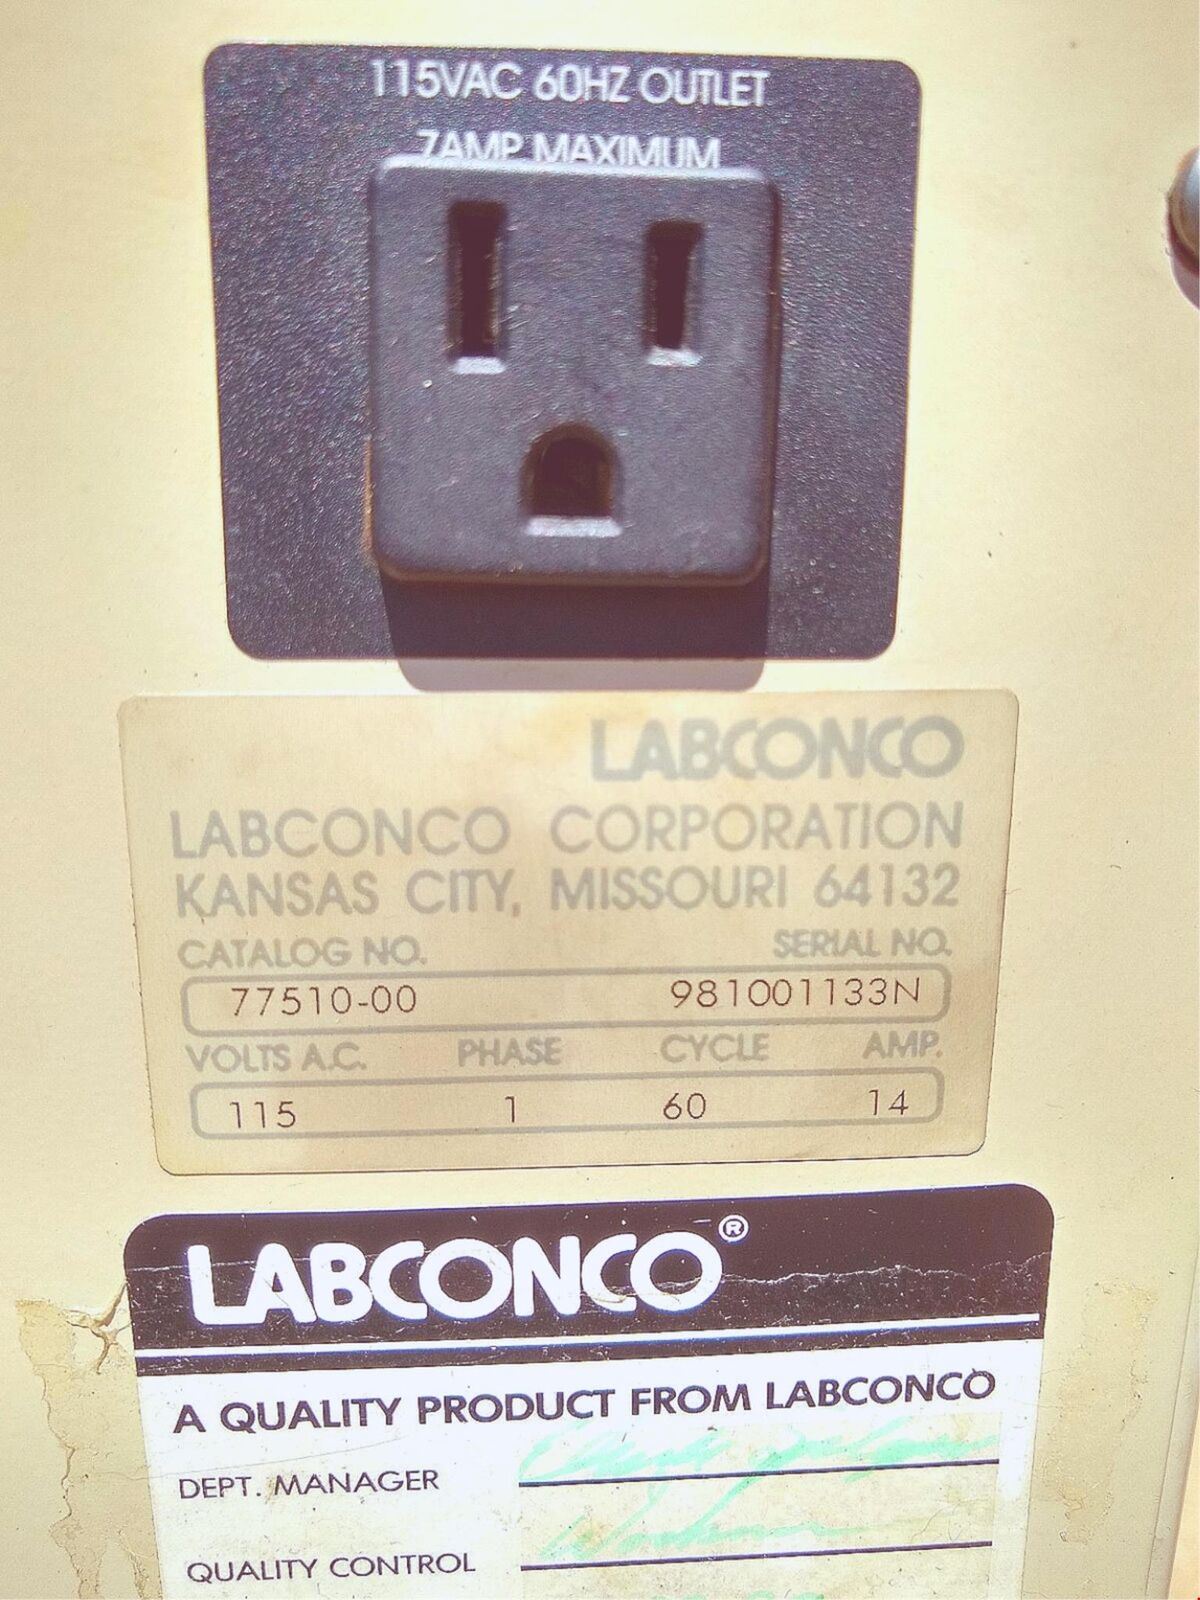 115VAC 60HZ OUTLET
7AMP MAXIMUM
LABCONCO
LABCONCO CORPORATION
KANSAS CITY, MISSOURI 64132
CATALOG NO. SERIAL NO.
77510-00 981001133N
VOLTS A.C. PHASE CYCLE AMP.
115 1 60 14
LABCONCO®
A QUALITY PRODUCT FROM LABCONCO
DEPT. MANAGER
QUALITY CONTROL